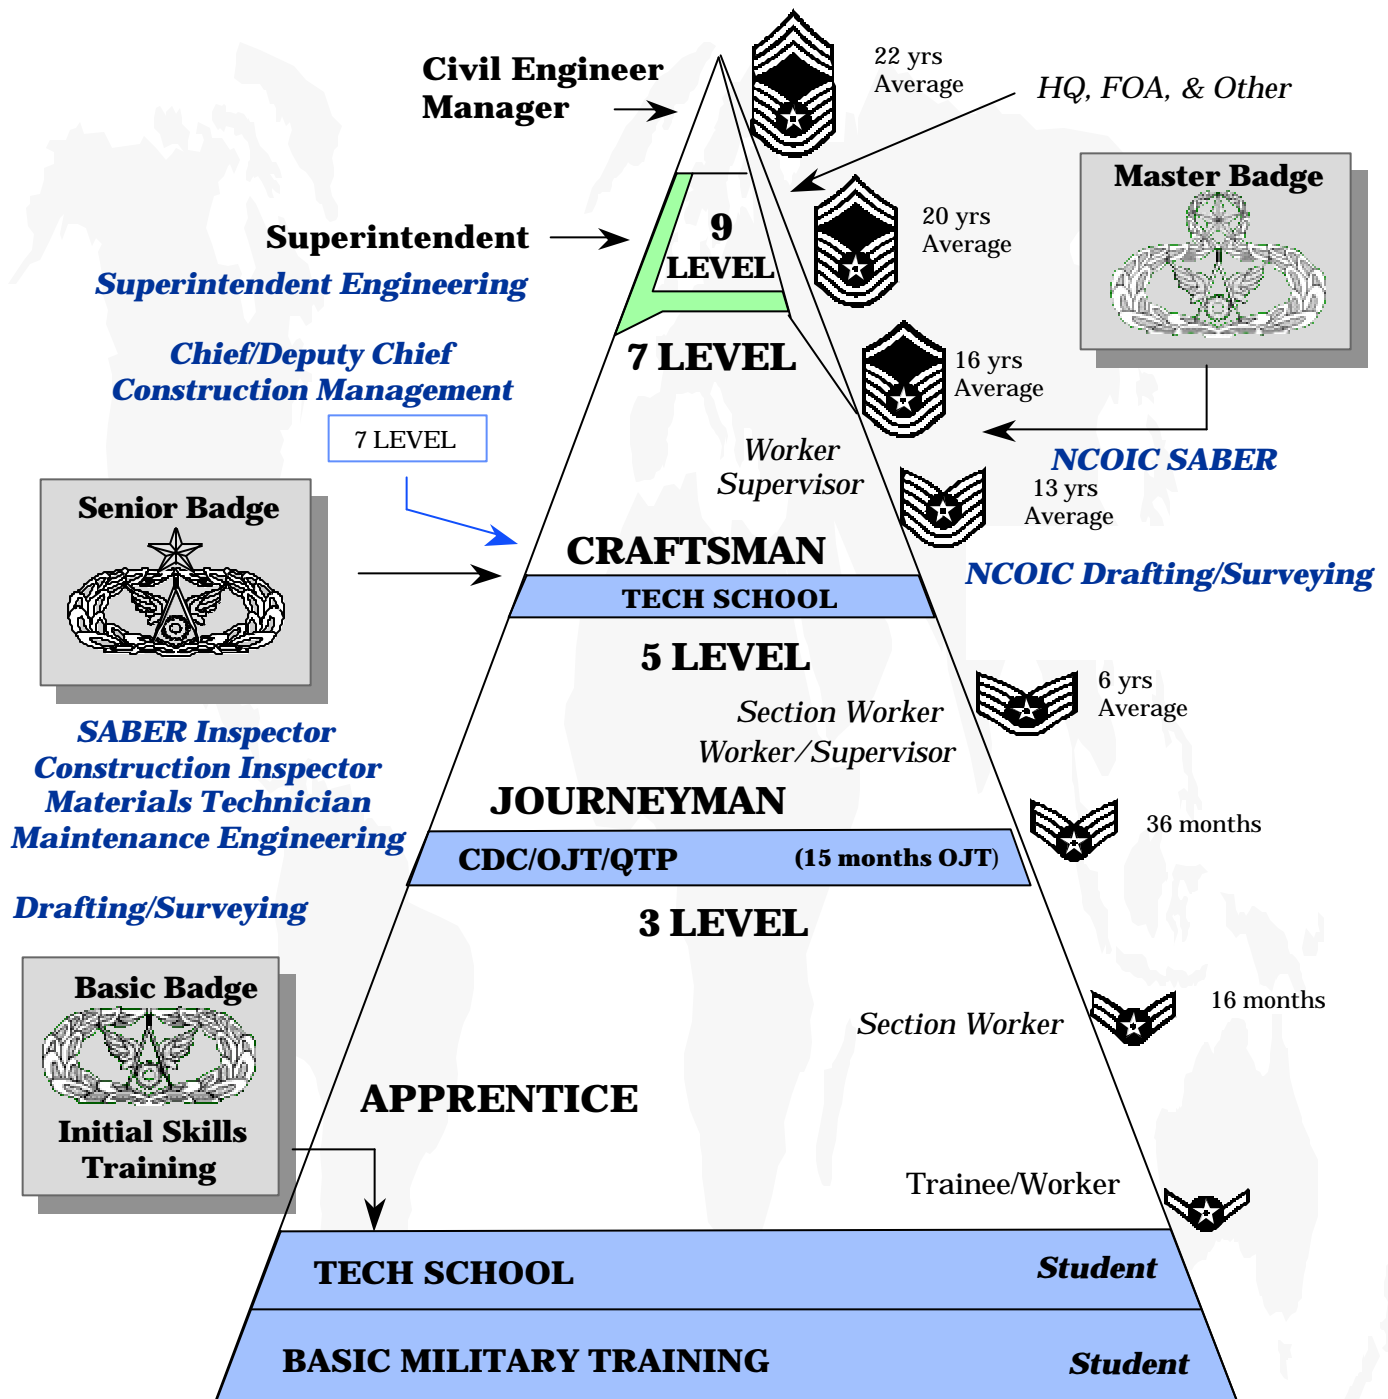 Civil Engineer
Manager
22 yrs
Average
HQ, FOA, & Other
Master Badge
Superintendent
Superintendent Engineering
9
LEVEL
20 yrs
Average
Chief/Deputy Chief
Construction Management
7 LEVEL
7 LEVEL
16 yrs
Average
Worker
Supervisor
NCOIC SABER
13 yrs
Average
Senior Badge
CRAFTSMAN
TECH SCHOOL
NCOIC Drafting/Surveying
5 LEVEL
Section Worker
Worker/Supervisor
6 yrs
Average
SABER Inspector
Construction Inspector
Materials Technician
Maintenance Engineering
JOURNEYMAN
36 months
CDC/OJT/QTP (15 months OJT)
Drafting/Surveying
3 LEVEL
Basic Badge
Initial Skills
Training
Section Worker
16 months
APPRENTICE
Trainee/Worker
TECH SCHOOL Student
BASIC MILITARY TRAINING Student